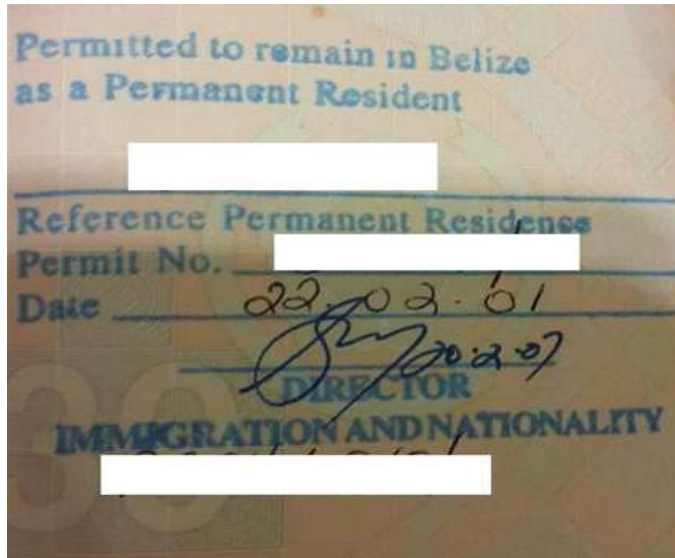 Permitted to remain in Belize
as a Permanent Resident
Reference Permanent Residence
Permit No.
Date 22.02.01
20.2.07
DIRECTOR
IMMIGRATION AND NATIONALITY